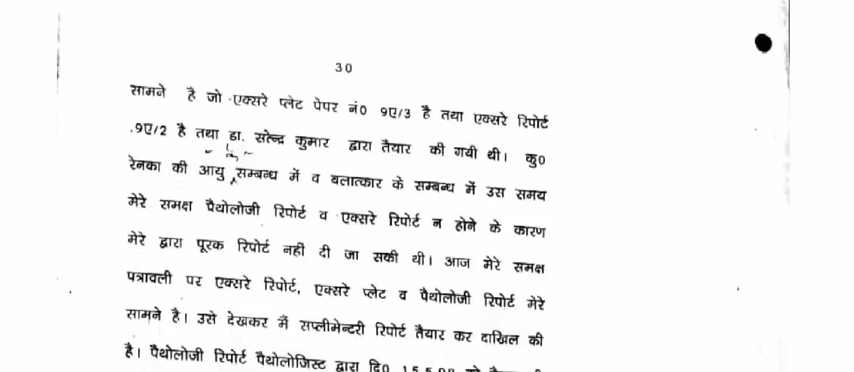 30
सामने है जो एक्सरे प्लेट पेपर नं0 9ए/3 है तथा एक्सरे रिपोर्ट
.9ए/2 है तथा डा. सत्येन्द्र कुमार द्वारा तैयार की गयी थी। कु0
रेनका की आयु सम्बन्ध में व बलात्कार के सम्बन्ध में उस समय
मेरे समक्ष पैथोलोजी रिपोर्ट व एक्सरे रिपोर्ट न होने के कारण
मेरे द्वारा पूरक रिपोर्ट नही दी जा सकी थी। आज मेरे समक्ष
पत्रावली पर एक्सरे रिपोर्ट, एक्सरे प्लेट व पैथोलोजी रिपोर्ट मेरे
सामने है। उसे देखकर मैं सप्लीमेन्टरी रिपोर्ट तैयार कर दाखिल की
है। पैथोलोजी रिपोर्ट पैथोलोजिस्ट द्वारा दि0